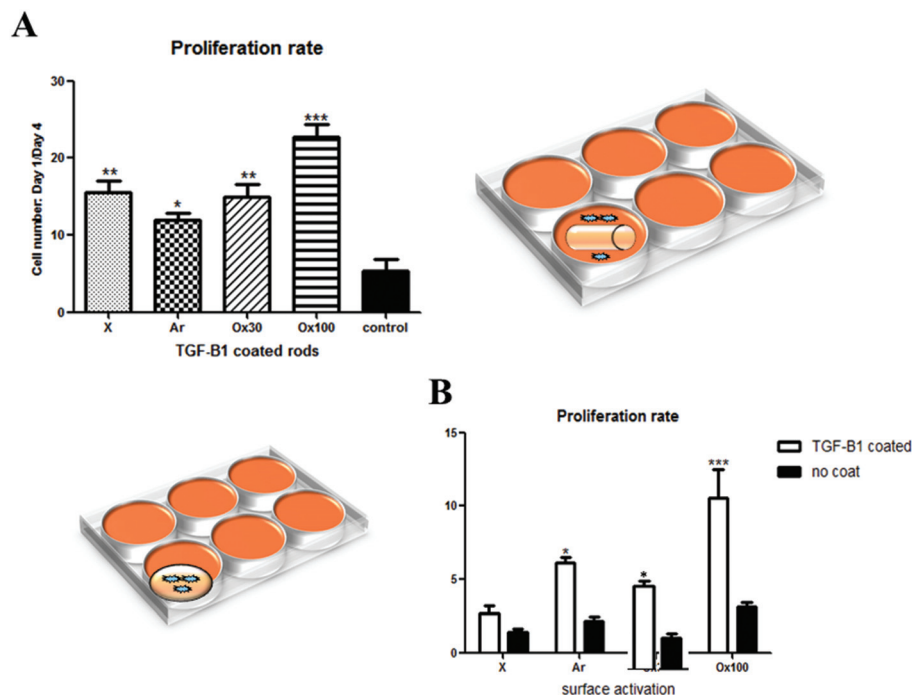 A
Proliferation rate
Cell number: Day 1/Day 4
30
20
10
0
**
*
**
***
X Ar Ox30 Ox100 control
TGF-B1 coated rods
B
Proliferation rate
TGF-B1 coated
no coat
15
10
5
0
*
*
***
X Ar Ox100
surface activation